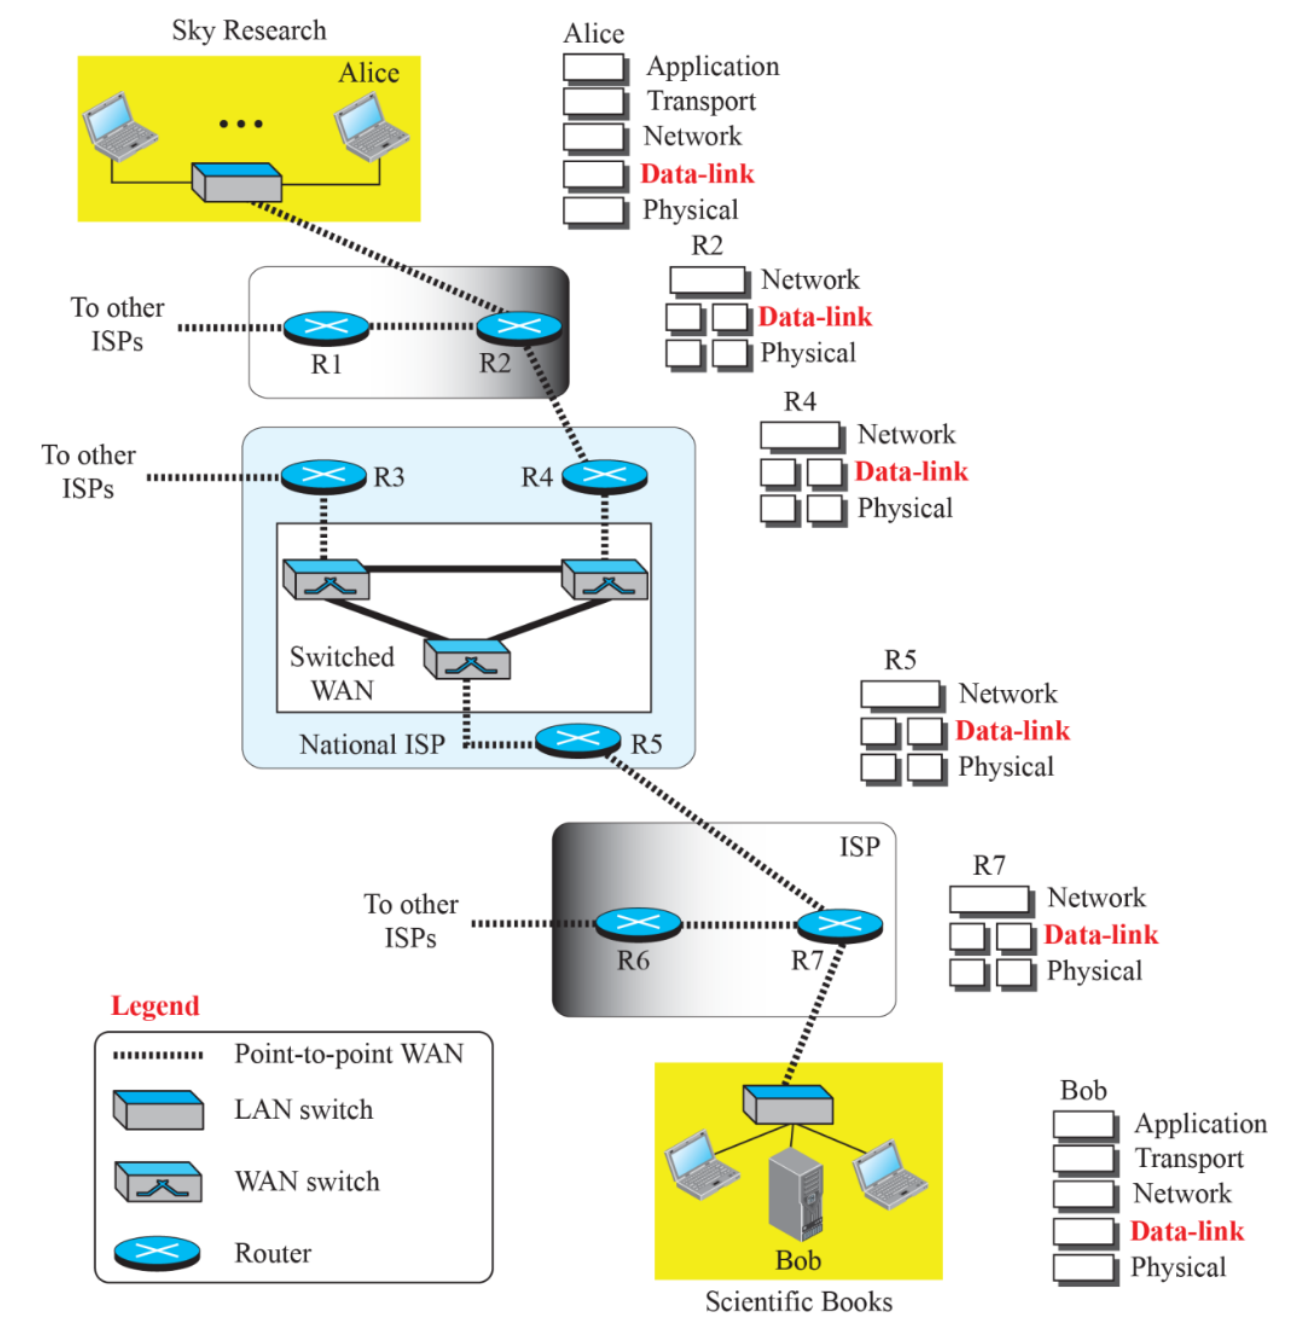 Sky Research
Alice
Alice
Application
Transport
Network
Data-link
Physical
R2
Network
Data-link
Physical
To other
ISPs
R1
R2
R4
Network
Data-link
Physical
To other
ISPs
R3
R4
Switched
WAN
National ISP
R5
R5
Network
Data-link
Physical
ISP
To other
ISPs
R6
R7
R7
Network
Data-link
Physical
Legend
Point-to-point WAN
LAN switch
WAN switch
Router
Bob
Scientific Books
Bob
Application
Transport
Network
Data-link
Physical